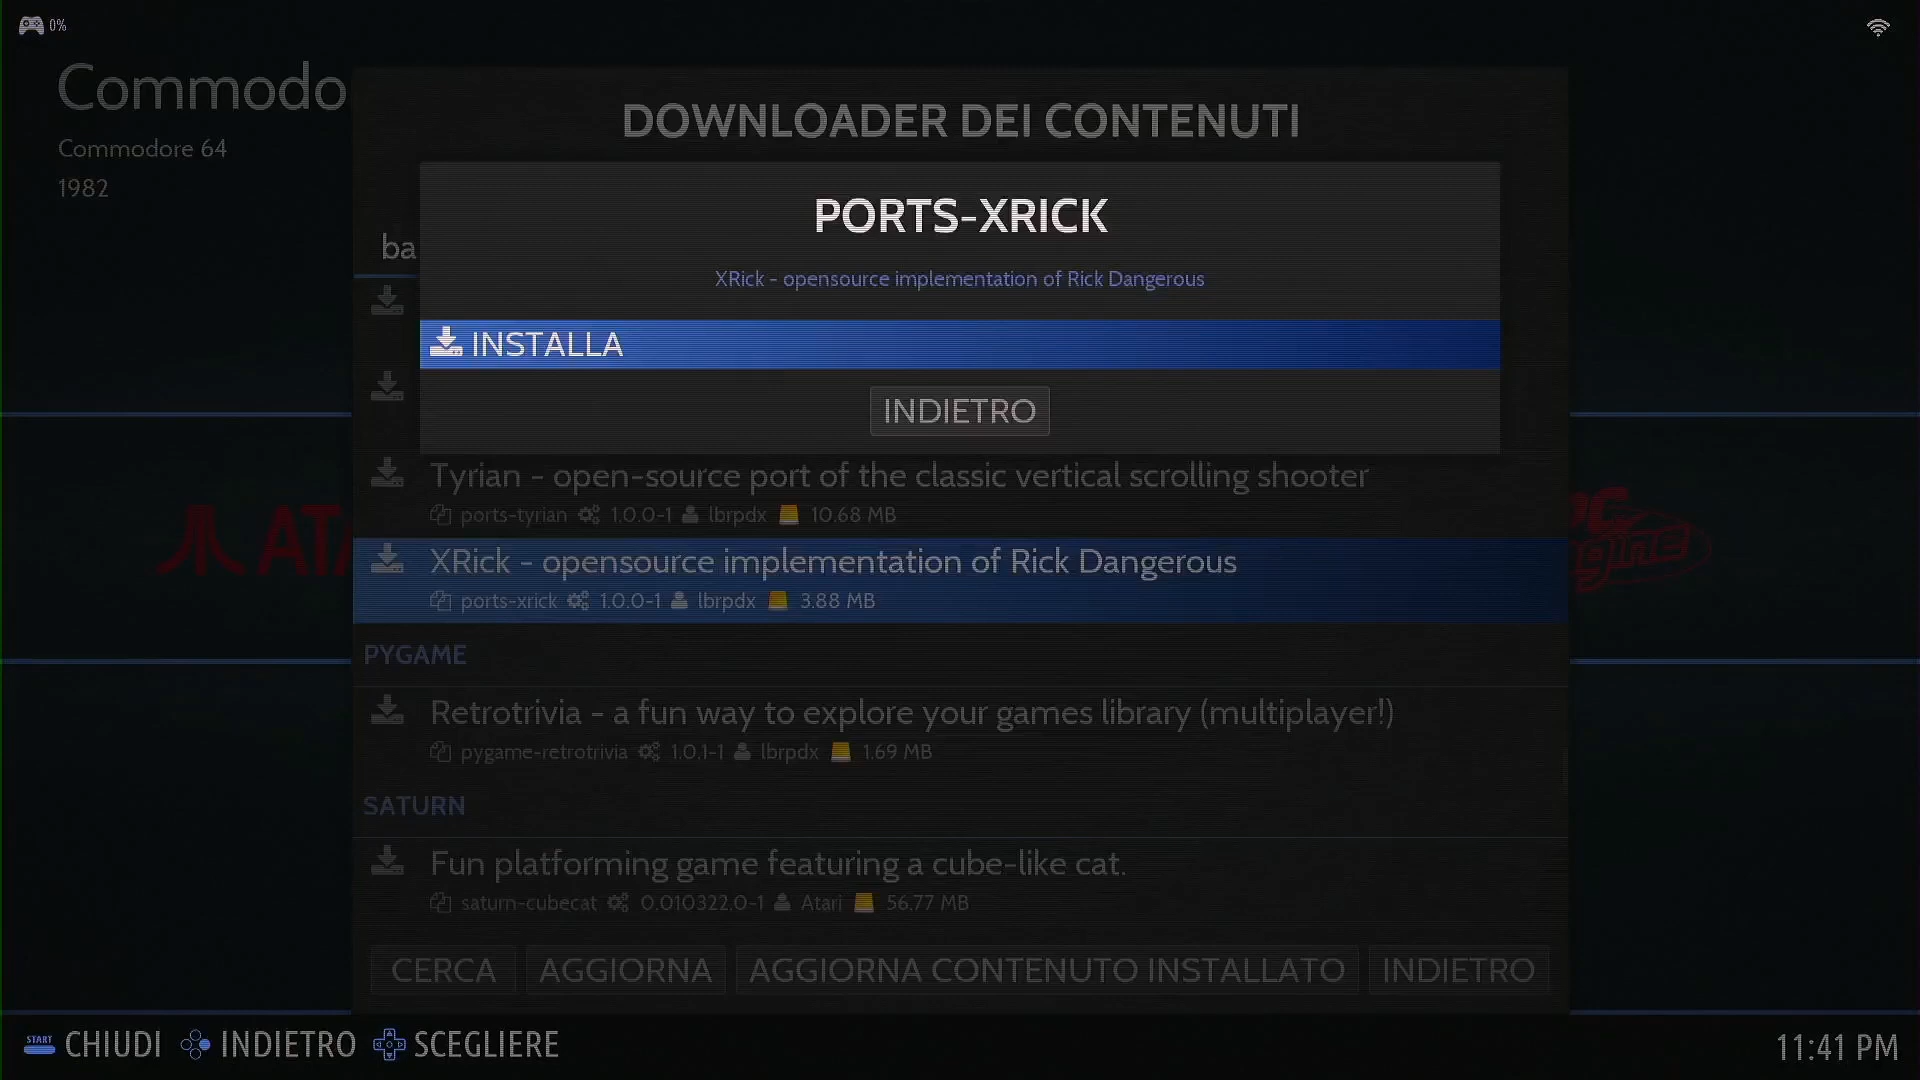 0%
Commodo
Commodore 64
1982
DOWNLOADER DEI CONTENUTI
ba
PORTS-XRICK
XRick - opensource implementation of Rick Dangerous
INSTALLA
INDIETRO
Tyrian - open-source port of the classic vertical scrolling shooter
ports-tyrian 1.0.0-1 lbrpdx 10.68 MB
ATA
XRick - opensource implementation of Rick Dangerous
ports-xrick 1.0.0-1 lbrpdx 3.88 MB
PYGAME
Retrotrivia - a fun way to explore your games library (multiplayer!)
pygame-retrotrivia 1.0.1-1 lbrpdx 1.69 MB
SATURN
Fun platforming game featuring a cube-like cat.
saturn-cubecat 0.010322.0-1 Atari 56.77 MB
CERCA AGGIORNA AGGIORNA CONTENUTO INSTALLATO INDIETRO
START CHIUDI INDIETRO SCEGLIERE
11:41 PM